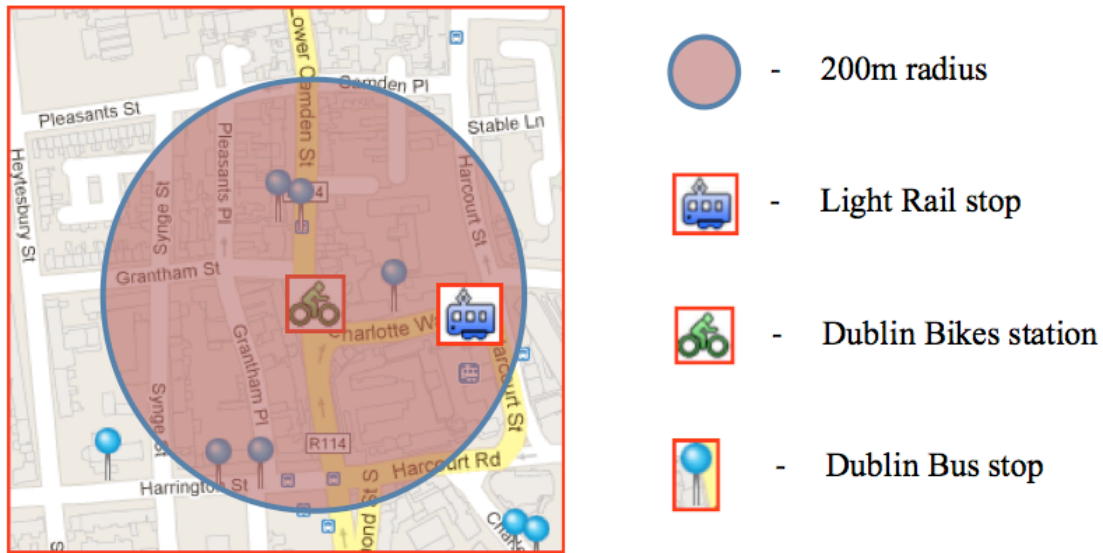 Lower Camden St
Camden Pl
Pleasants St
Stable Ln
Pleasants Pl
Heytesbury St
Synge St
Harcourt St
Grantham St
Charlotte W
Grantham Pl
Harcourt St
Synge St
R114
Harcourt Rd
Harrington St
S
200m radius
- Light Rail stop
- Dublin Bikes station
- Dublin Bus stop